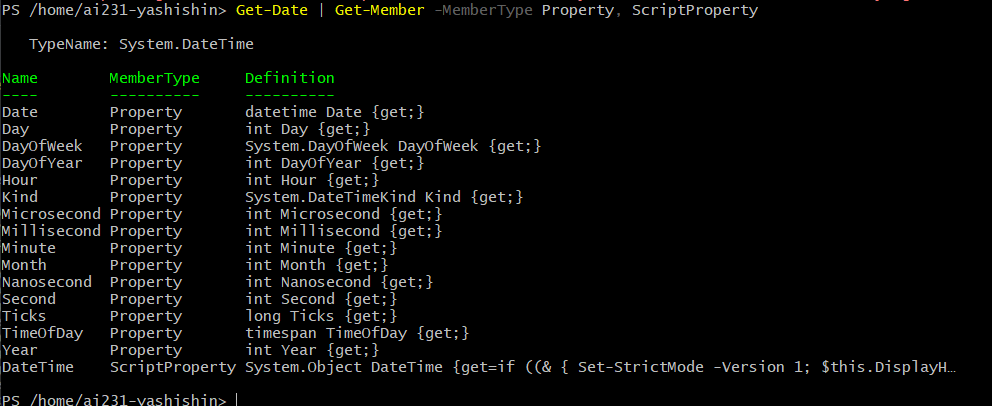 PS /home/ai231-yashishin> Get-Date | Get-Member -MemberType Property, ScriptProperty
TypeName: System.DateTime
Name        MemberType     Definition
----        ----------     ----------
Date        Property       datetime Date {get;}
Day         Property       int Day {get;}
DayOfWeek   Property       System.DayOfWeek DayOfWeek {get;}
DayOfYear   Property       int DayOfYear {get;}
Hour        Property       int Hour {get;}
Kind        Property       System.DateTimeKind Kind {get;}
Microsecond Property       int Microsecond {get;}
Millisecond Property       int Millisecond {get;}
Minute      Property       int Minute {get;}
Month       Property       int Month {get;}
Nanosecond  Property       int Nanosecond {get;}
Second      Property       int Second {get;}
Ticks       Property       long Ticks {get;}
TimeOfDay   Property       timespan TimeOfDay {get;}
Year        Property       int Year {get;}
DateTime    ScriptProperty System.Object DateTime {get=if ((& { Set-StrictMode -Version 1; $this.DisplayH…
PS /home/ai231-yashishin>